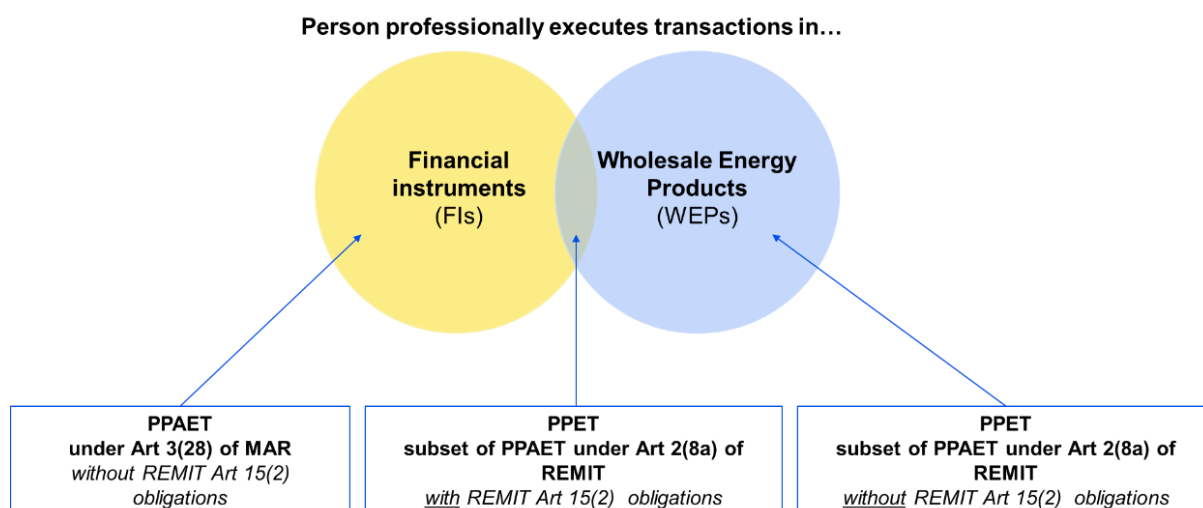 Person professionally executes transactions in…
Financial
instruments
(FIs)
Wholesale Energy
Products
(WEPs)
PPAET
under Art 3(28) of MAR
without REMIT Art 15(2)
obligations
PPET
subset of PPAET under Art 2(8a) of
REMIT
with REMIT Art 15(2) obligations
PPET
subset of PPAET under Art 2(8a) of
REMIT
without REMIT Art 15(2) obligations